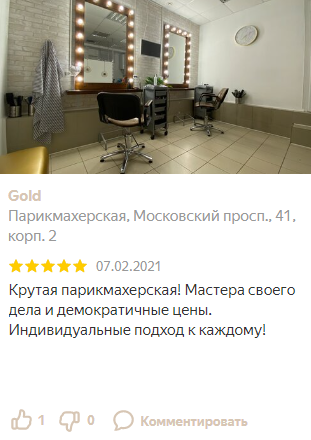 Gold
Парикмахерская, Московский просп., 41,
корп. 2
07.02.2021
Крутая парикмахерская! Мастера своего
дела и демократичные цены.
Индивидуальные подход к каждому!
1 0 Комментировать